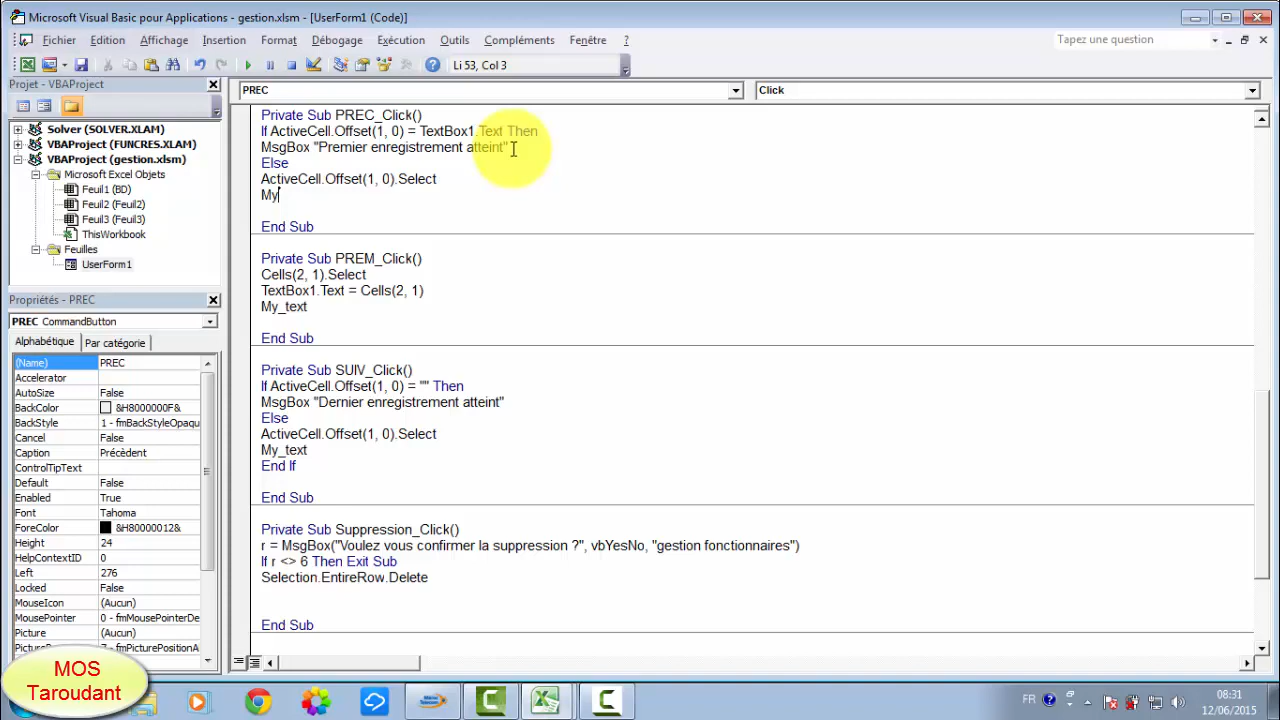 Microsoft Visual Basic pour Applications - gestion.xlsm - [UserForm1 (Code)]
Fichier Edition Affichage Insertion Format Débogage Exécution Outils Compléments Fenêtre ? Tapez une question
Li 53, Col 3
Projet - VBAProject
PREC
Click
Solver (SOLVER.XLAM)
VBAProject (FUNCRES.XLAM)
VBAProject (gestion.xlsm)
Microsoft Excel Objets
Feuil1 (BD)
Feuil2 (Feuil2)
Feuil3 (Feuil3)
ThisWorkbook
Feuilles
UserForm1
Propriétés - PREC
PREC CommandButton
Alphabétique Par catégorie
(Name) PREC
Accelerator
AutoSize False
BackColor &H8000000F&
BackStyle 1 - fmBackStyleOpaqu
Cancel False
Caption Précèdent
ControlTipText
Default False
Enabled True
Font Tahoma
ForeColor &H80000012&
Height 24
HelpContextID 0
Left 276
Locked False
MouseIcon (Aucun)
MousePointer 0 - fmMousePointerDe
Picture (Aucun)
Private Sub PREC_Click()
If ActiveCell.Offset(1, 0) = TextBox1.Text Then
MsgBox "Premier enregistrement atteint"
Else
ActiveCell.Offset(1, 0).Select
My
End Sub
Private Sub PREM_Click()
Cells(2, 1).Select
TextBox1.Text = Cells(2, 1)
My_text
End Sub
Private Sub SUIV_Click()
If ActiveCell.Offset(1, 0) = "" Then
MsgBox "Dernier enregistrement atteint"
Else
ActiveCell.Offset(1, 0).Select
My_text
End If
End Sub
Private Sub Suppression_Click()
r = MsgBox("Voulez vous confirmer la suppression ?", vbYesNo, "gestion fonctionnaires")
If r <> 6 Then Exit Sub
Selection.EntireRow.Delete
End Sub
MOS
Taroudant
FR
08:31
12/06/2015